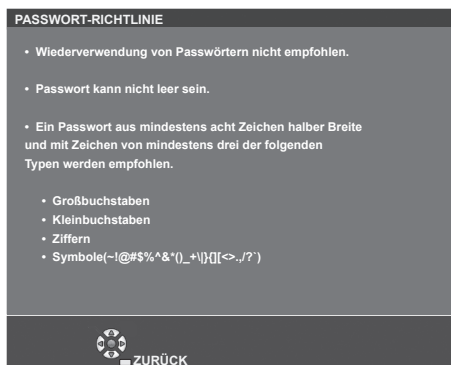 PASSWORT-RICHTLINIE
• Wiederverwendung von Passwörtern nicht empfohlen.
• Passwort kann nicht leer sein.
• Ein Passwort aus mindestens acht Zeichen halber Breite
und mit Zeichen von mindestens drei der folgenden
Typen werden empfohlen.
• Großbuchstaben
• Kleinbuchstaben
• Ziffern
• Symbole(~!@#$%^&*()_+\|}{][<>.,/?`)
ZURÜCK